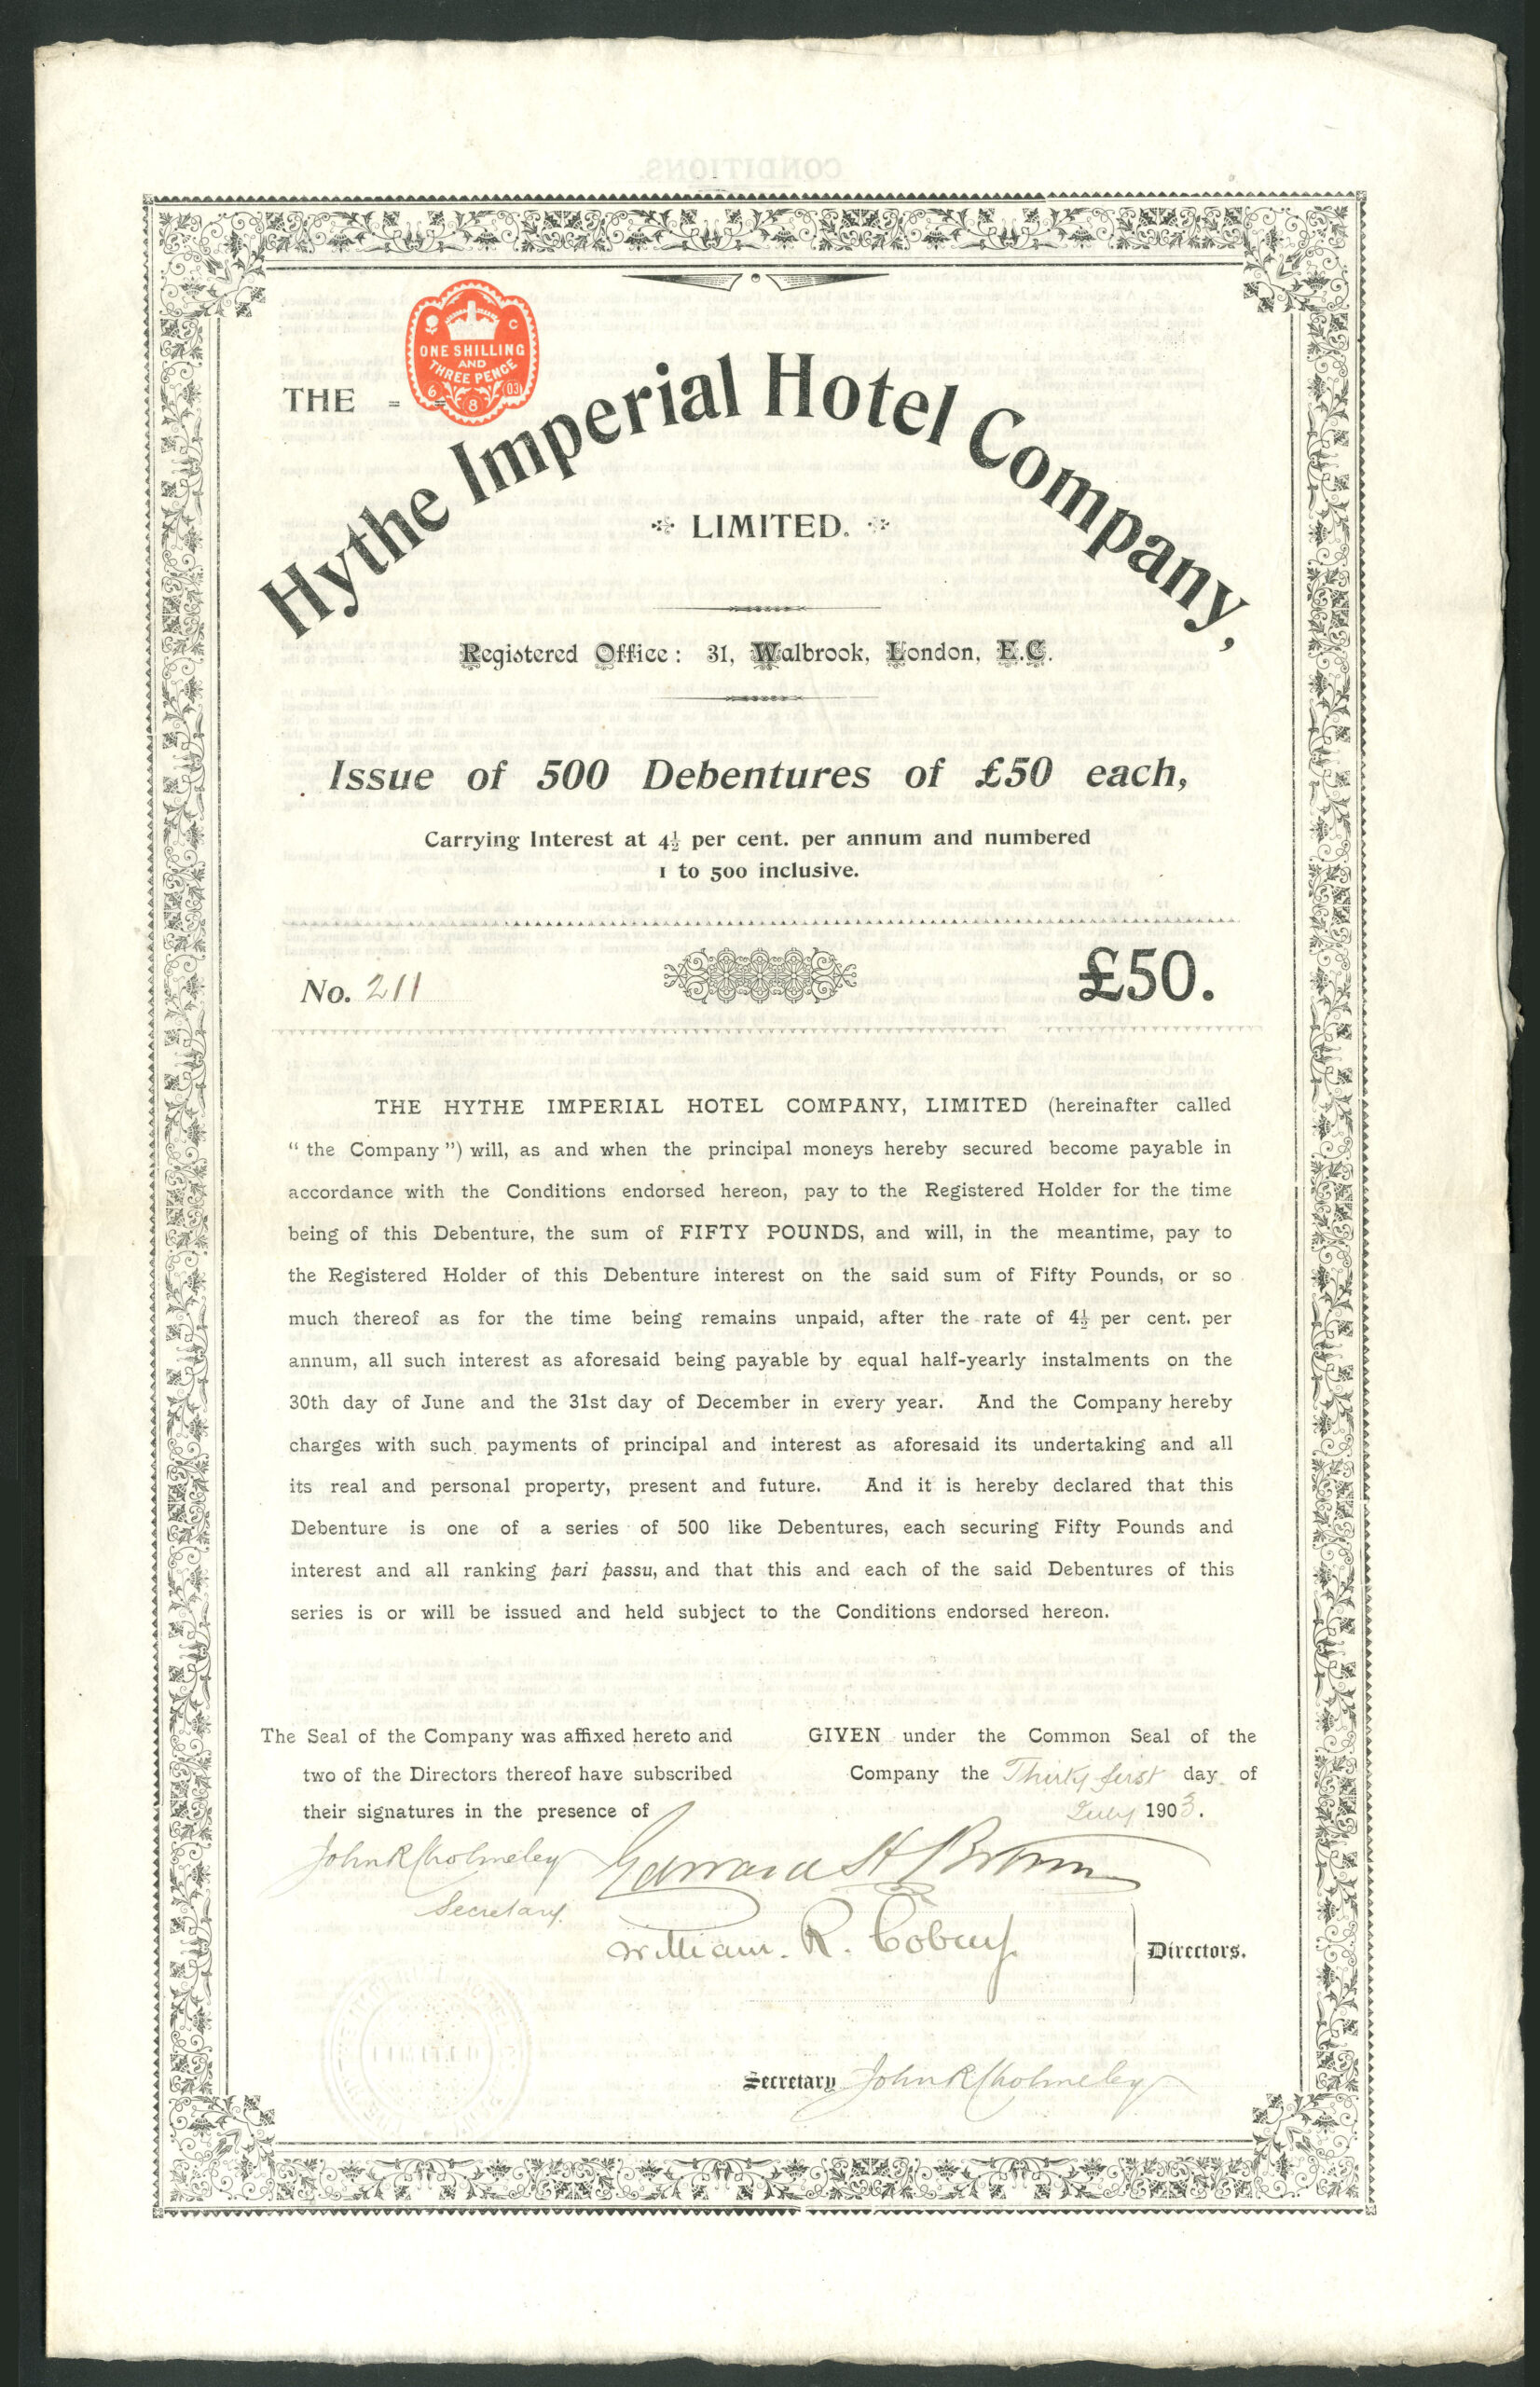 CONDITIONS.
ONE SHILLING
AND
THREE PENCE
6 8 03
THE = =
Hythe Imperial Hotel Company,
LIMITED.
Registered Office: 31, Walbrook, London, E.C.
Issue of 500 Debentures of £50 each,
Carrying Interest at 4½ per cent. per annum and numbered
1 to 500 inclusive.
No. 211 £50.
THE HYTHE IMPERIAL HOTEL COMPANY, LIMITED (hereinafter called
“ the Company ”) will, as and when the principal moneys hereby secured become payable in
accordance with the Conditions endorsed hereon, pay to the Registered Holder for the time
being of this Debenture, the sum of FIFTY POUNDS, and will, in the meantime, pay to
the Registered Holder of this Debenture interest on the said sum of Fifty Pounds, or so
much thereof as for the time being remains unpaid, after the rate of 4½ per cent. per
annum, all such interest as aforesaid being payable by equal half-yearly instalments on the
30th day of June and the 31st day of December in every year. And the Company hereby
charges with such payments of principal and interest as aforesaid its undertaking and all
its real and personal property, present and future. And it is hereby declared that this
Debenture is one of a series of 500 like Debentures, each securing Fifty Pounds and
interest and all ranking pari passu, and that this and each of the said Debentures of this
series is or will be issued and held subject to the Conditions endorsed hereon.
The Seal of the Company was affixed hereto and
two of the Directors thereof have subscribed
their signatures in the presence of
GIVEN under the Common Seal of the
Company the Thirty first day of
July 1903.
John R Cholmeley
Secretary.
Edward H Brown
William. R.
Directors.
Secretary John R Cholmeley